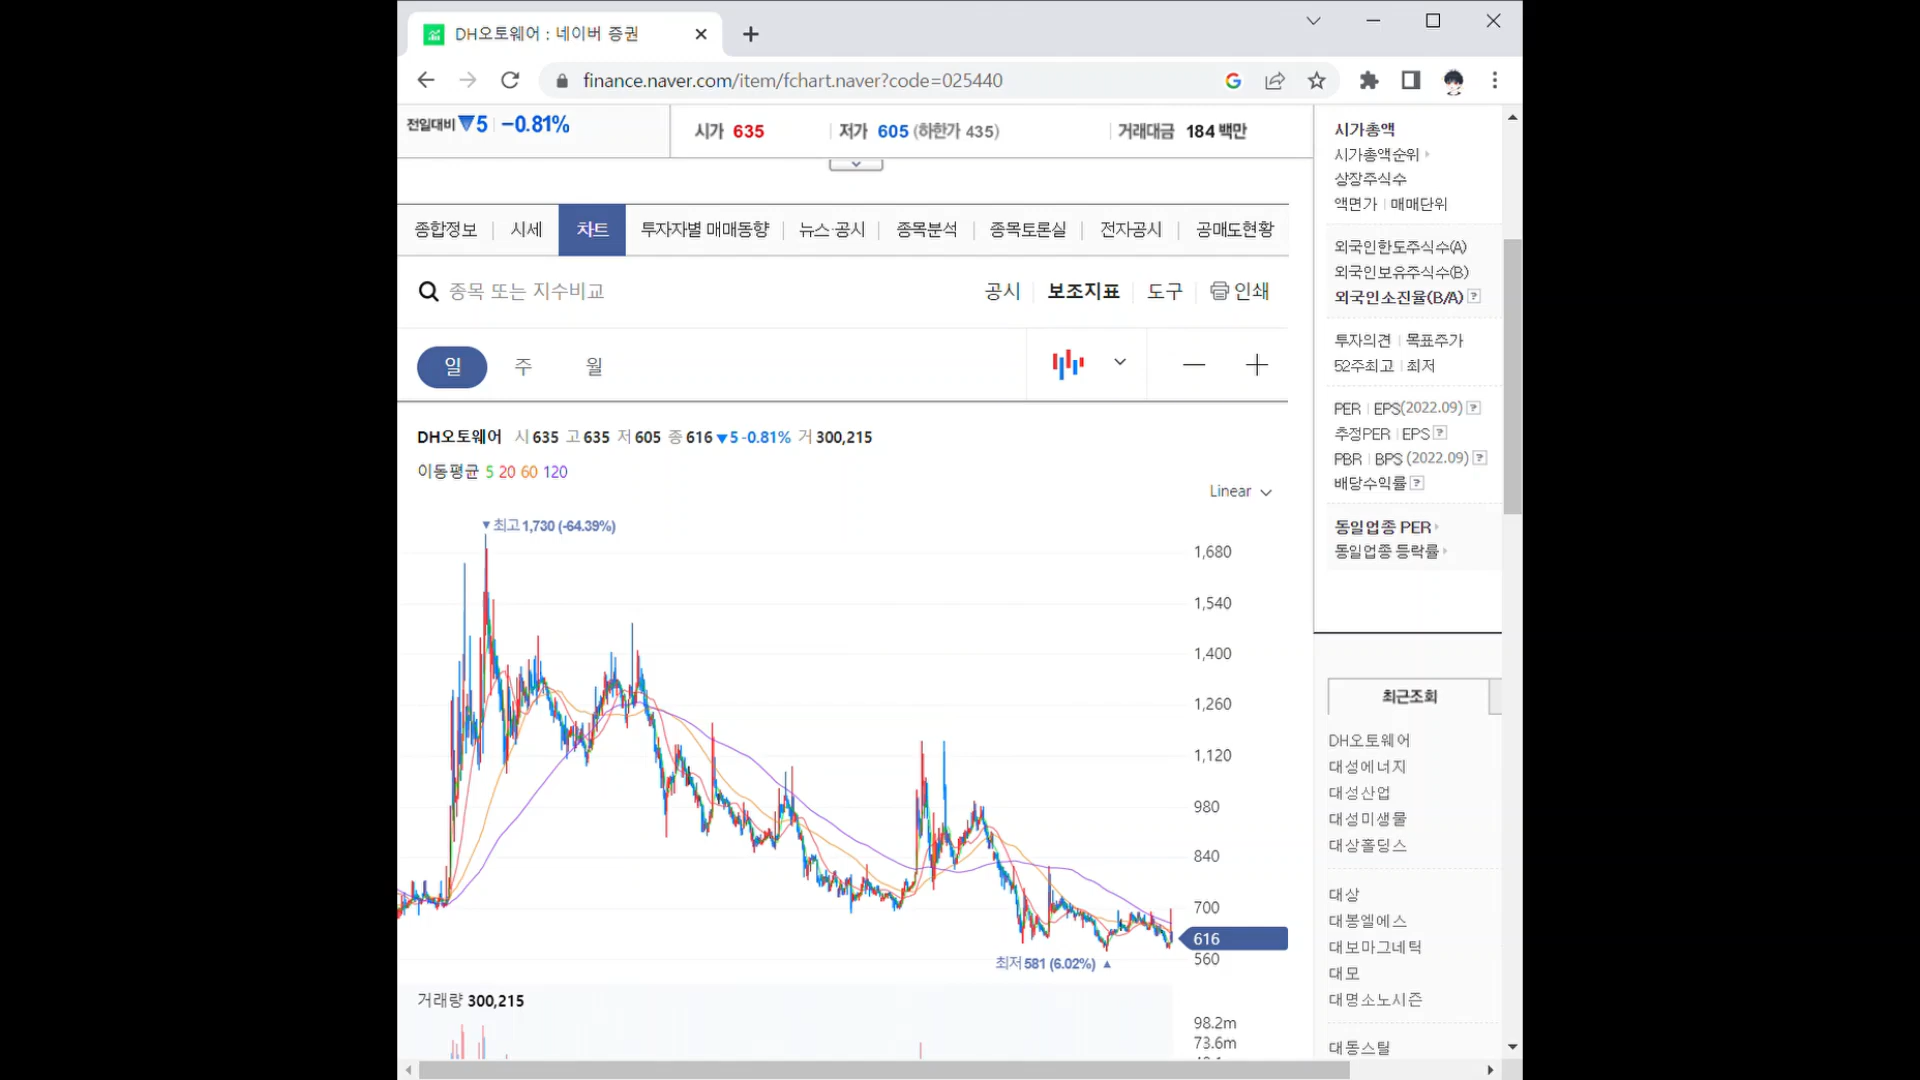 DH오토웨어 : 네이버 증권
finance.naver.com/item/fchart.naver?code=025440
전일대비 ▼5 -0.81%
시가 635
저가 605 (하한가 435)
거래대금 184 백만
종합정보 시세 차트 투자자별 매매동향 뉴스·공시 종목분석 종목토론실 전자공시 공매도현황
종목 또는 지수비교
공시 보조지표 도구 인쇄
일 주 월
DH오토웨어 시 635 고 635 저 605 종 616 ▼5 -0.81% 거 300,215
이동평균 5 20 60 120
Linear
▼최고 1,730 (-64.39%)
1,680
1,540
1,400
1,260
1,120
980
840
700
616
560
최저 581 (6.02%) ▲
거래량 300,215
98.2m
73.6m
시가총액
시가총액순위
상장주식수
액면가 매매단위
외국인한도주식수(A)
외국인보유주식수(B)
외국인소진율(B/A) ?
투자의견 목표주가
52주최고 최저
PER EPS(2022.09) ?
추정PER EPS ?
PBR BPS (2022.09) ?
배당수익률 ?
동일업종 PER
동일업종 등락률
최근조회
DH오토웨어
대성에너지
대성산업
대성미생물
대상홀딩스
대상
대봉엘에스
대보마그네틱
대모
대명소노시즌
대동스틸